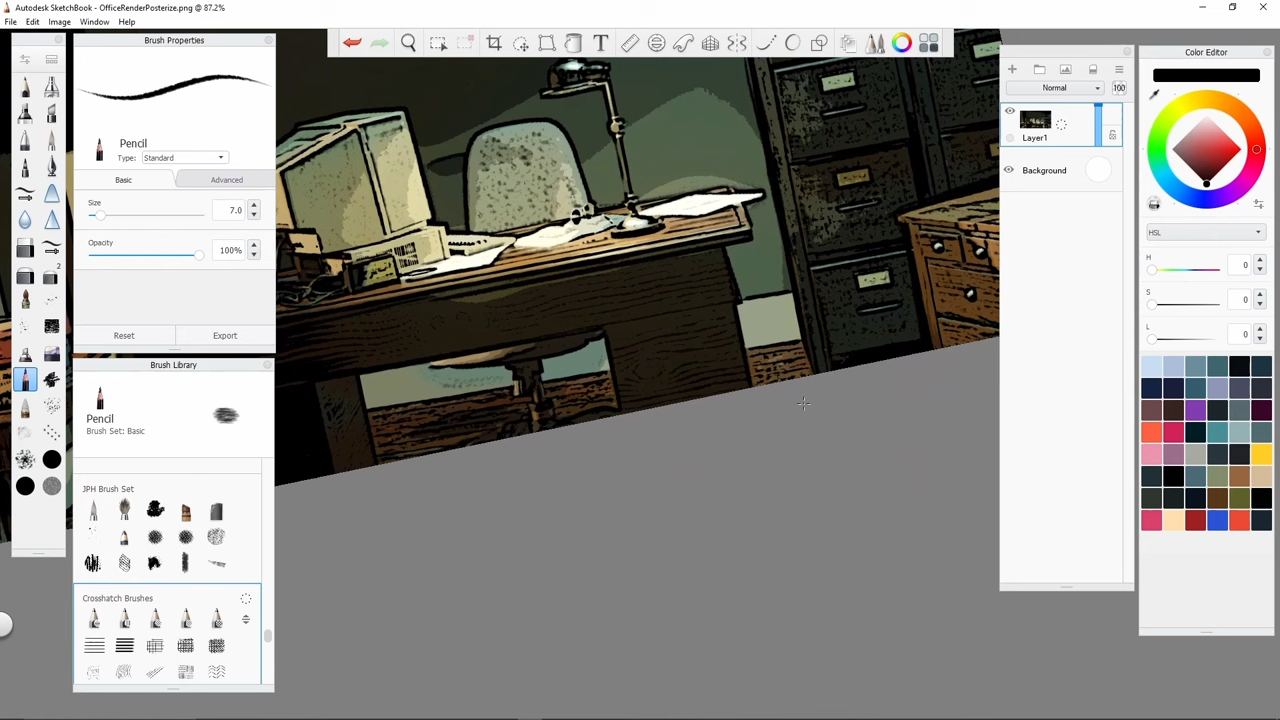 Autodesk SketchBook - OfficeRenderPosterize.png @ 87.2%
File Edit Image Window Help
Brush Properties
Pencil
Type: Standard
Basic Advanced
Size
7.0
Opacity
100%
Reset Export
Brush Library
Pencil
Brush Set: Basic
JPH Brush Set
Crosshatch Brushes
2
T
Normal 100
Layer1
Background
Color Editor
HSL
H 0
S 0
L 0